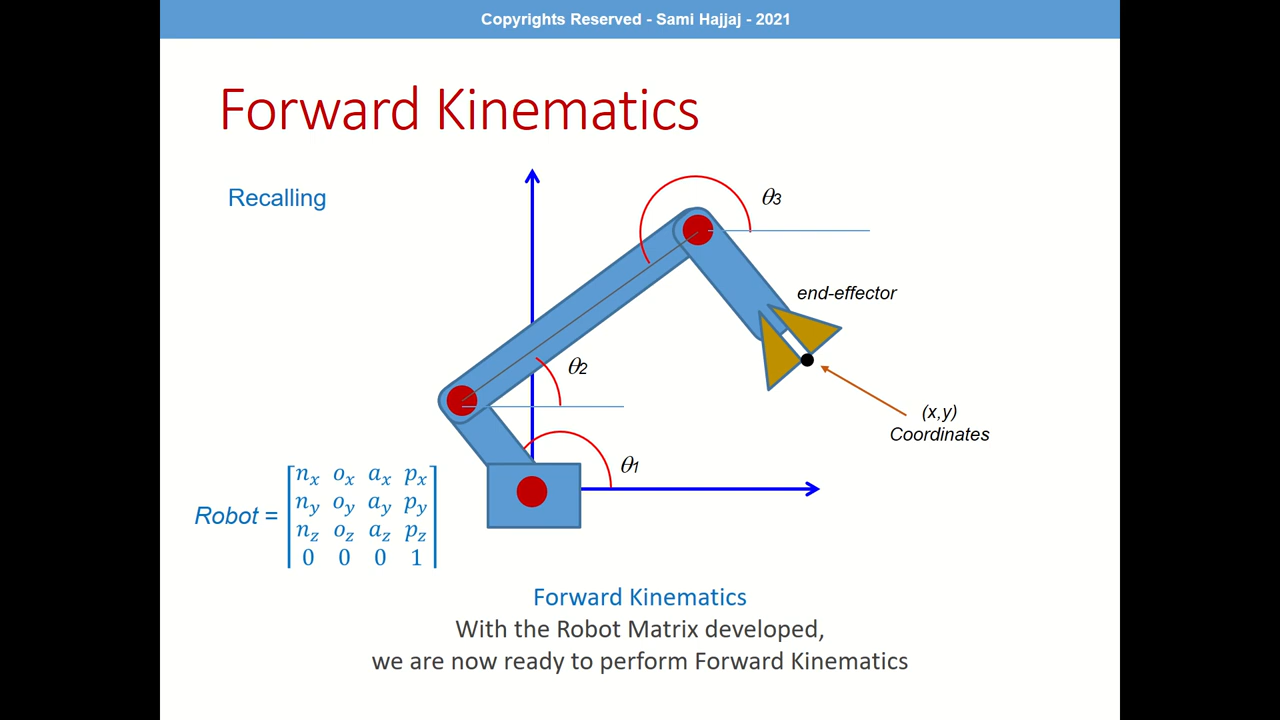 Copyrights Reserved - Sami Hajjaj - 2021
Forward Kinematics
Recalling
θ3
end-effector
θ2
(x,y)
Coordinates
θ1
Robot =
nx ox ax px
ny oy ay py
nz oz az pz
0 0 0 1
Forward Kinematics
With the Robot Matrix developed,
we are now ready to perform Forward Kinematics